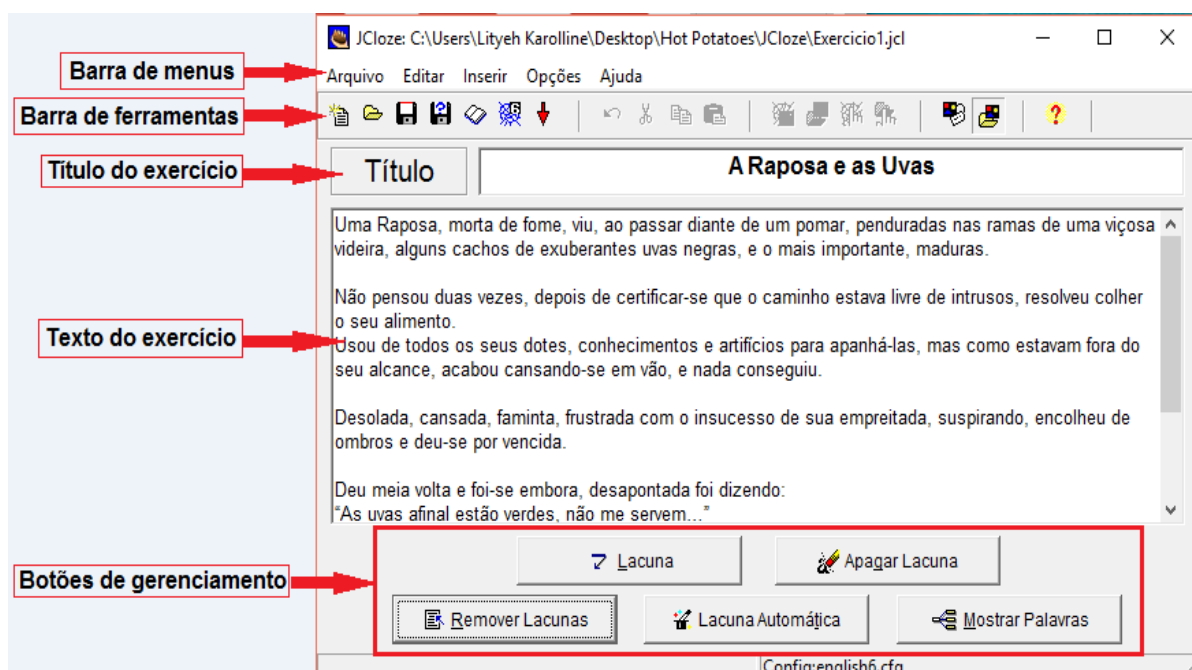 JCloze: C:\Users\Lityeh Karolline\Desktop\Hot Potatoes\JCloze\Exercicio1.jcl
Barra de menus
Arquivo Editar Inserir Opções Ajuda
Barra de ferramentas
Título do exercício
Título
A Raposa e as Uvas
Uma Raposa, morta de fome, viu, ao passar diante de um pomar, penduradas nas ramas de uma viçosa
videira, alguns cachos de exuberantes uvas negras, e o mais importante, maduras.
Não pensou duas vezes, depois de certificar-se que o caminho estava livre de intrusos, resolveu colher
o seu alimento.
Texto do exercício
Usou de todos os seus dotes, conhecimentos e artifícios para apanhá-las, mas como estavam fora do
seu alcance, acabou cansando-se em vão, e nada conseguiu.
Desolada, cansada, faminta, frustrada com o insucesso de sua empreitada, suspirando, encolheu de
ombros e deu-se por vencida.
Deu meia volta e foi-se embora, desapontada foi dizendo:
“As uvas afinal estão verdes, não me servem...”
Botões de gerenciamento
Lacuna
Apagar Lacuna
Remover Lacunas
Lacuna Automática
Mostrar Palavras
Config:english6.cfg